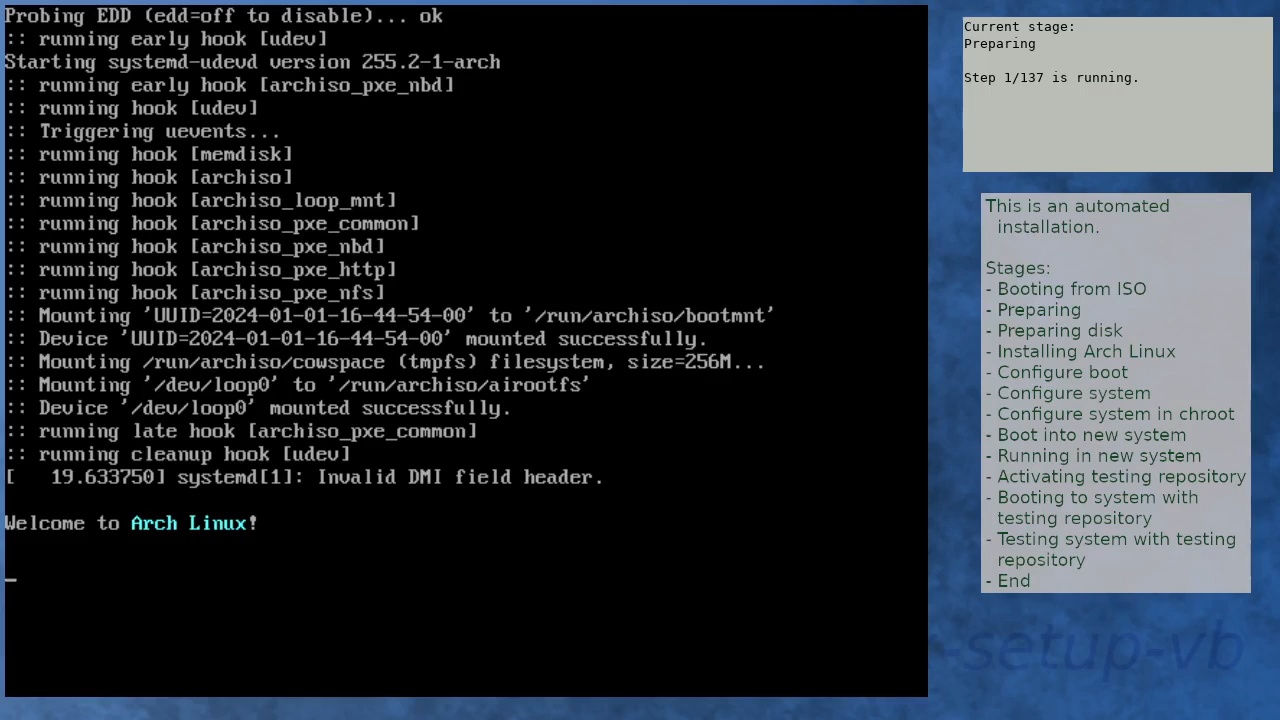 Probing EDD (edd=off to disable)... ok
:: running early hook [udev]
Starting systemd-udevd version 255.2-1-arch
:: running early hook [archiso_pxe_nbd]
:: running hook [udev]
:: Triggering uevents...
:: running hook [memdisk]
:: running hook [archiso]
:: running hook [archiso_loop_mnt]
:: running hook [archiso_pxe_common]
:: running hook [archiso_pxe_nbd]
:: running hook [archiso_pxe_http]
:: running hook [archiso_pxe_nfs]
:: Mounting 'UUID=2024-01-01-16-44-54-00' to '/run/archiso/bootmnt'
:: Device 'UUID=2024-01-01-16-44-54-00' mounted successfully.
:: Mounting /run/archiso/cowspace (tmpfs) filesystem, size=256M...
:: Mounting '/dev/loop0' to '/run/archiso/airootfs'
:: Device '/dev/loop0' mounted successfully.
:: running late hook [archiso_pxe_common]
:: running cleanup hook [udev]
[   19.633750] systemd[1]: Invalid DMI field header.
Welcome to Arch Linux!
_
Current stage:
Preparing
Step 1/137 is running.
This is an automated
installation.
Stages:
- Booting from ISO
- Preparing
- Preparing disk
- Installing Arch Linux
- Configure boot
- Configure system
- Configure system in chroot
- Boot into new system
- Running in new system
- Activating testing repository
- Booting to system with
testing repository
- Testing system with testing
repository
- End
-setup-vb